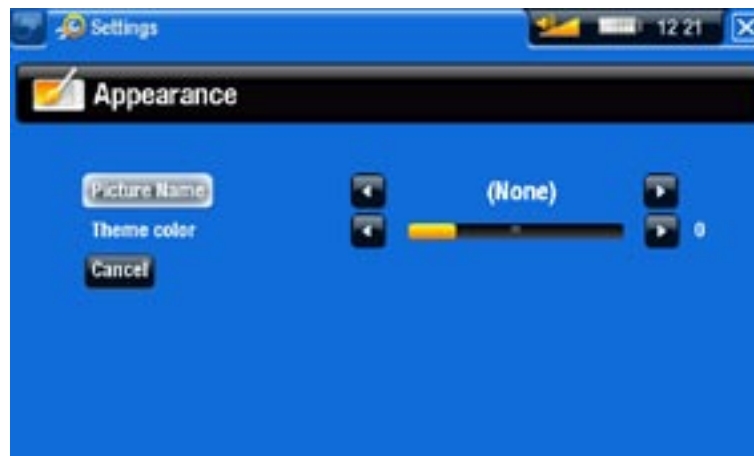 Settings
12 21
Appearance
Picture Name
(None)
Theme color
0
Cancel